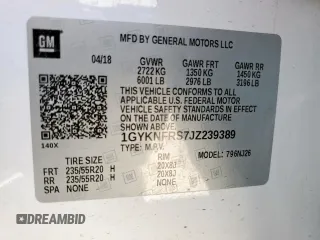 GM
MFD BY GENERAL MOTORS LLC
04/18
GVWR GAWR FRT GAWR RR
2722 KG 1350 KG 1450 KG
6001 LB 2976 LB 3196 LB
THIS VEHICLE CONFORMS TO ALL APPLICABLE
U.S. FEDERAL MOTOR VEHICLE SAFETY
STANDARDS IN EFFECT ON THE DATE OF
MANUFACTURE SHOWN ABOVE.
1GYKNFRS7JZ239389
140X
TYPE: M.P.V. MODEL: 796NJ26
RIM
FRT 235/55R20 H 20X8J
RR 235/55R20 H 20X8J
SPA NONE NONE